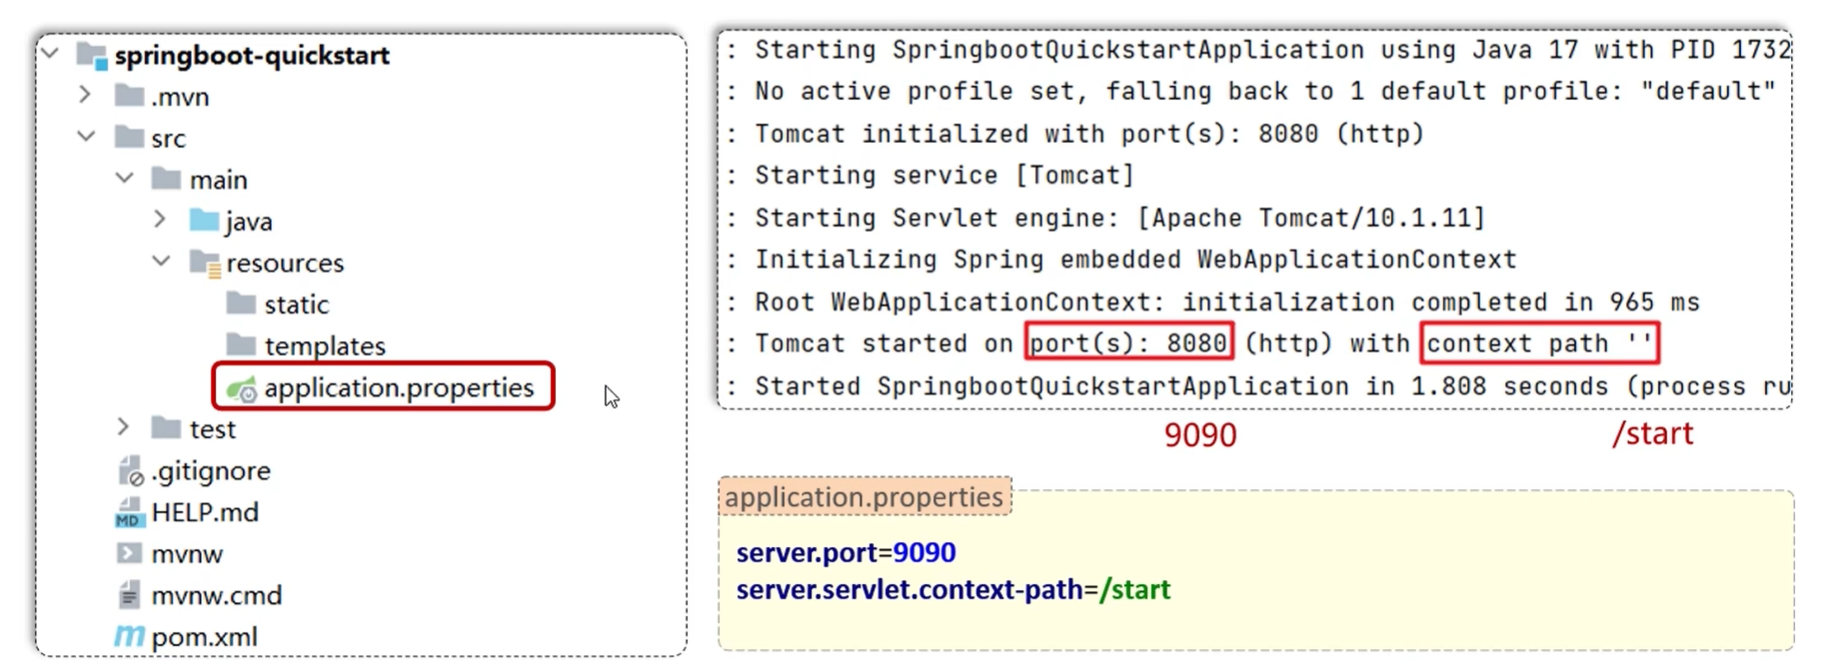 springboot-quickstart
.mvn
src
main
java
resources
static
templates
application.properties
test
.gitignore
MD HELP.md
mvnw
mvnw.cmd
m pom.xml
: Starting SpringbootQuickstartApplication using Java 17 with PID 1732
: No active profile set, falling back to 1 default profile: "default"
: Tomcat initialized with port(s): 8080 (http)
: Starting service [Tomcat]
: Starting Servlet engine: [Apache Tomcat/10.1.11]
: Initializing Spring embedded WebApplicationContext
: Root WebApplicationContext: initialization completed in 965 ms
: Tomcat started on port(s): 8080 (http) with context path ''
: Started SpringbootQuickstartApplication in 1.808 seconds (process ru
9090 /start
application.properties
server.port=9090
server.servlet.context-path=/start